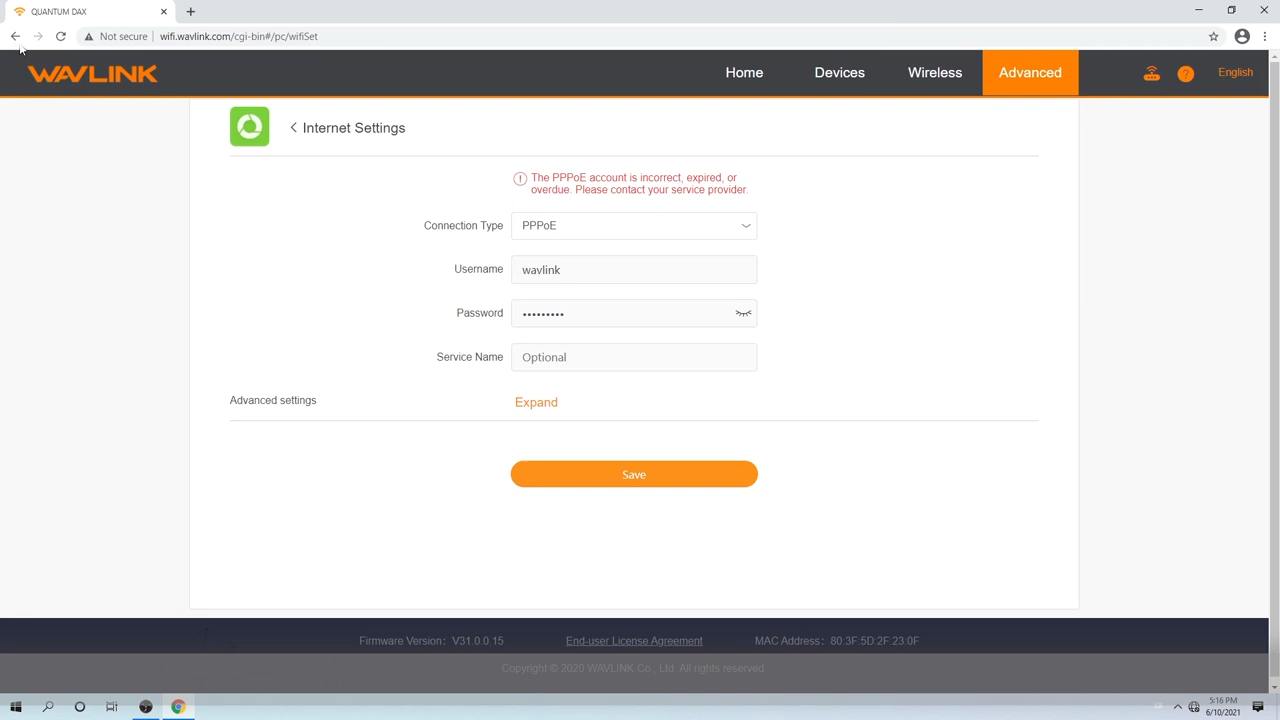 QUANTUM DAX
Not secure | wifi.wavlink.com/cgi-bin#/pc/wifiSet
WAVLINK
Home
Devices
Wireless
Advanced
?
English
Internet Settings
! The PPPoE account is incorrect, expired, or
overdue. Please contact your service provider.
Connection Type PPPoE
Username wavlink
Password •••••••••
Service Name Optional
Advanced settings Expand
Save
Firmware Version: V31.0.0.15 End-user License Agreement MAC Address: 80:3F:5D:2F:23:0F
Copyright © 2020 WAVLINK Co., Ltd. All rights reserved.
5:16 PM
6/10/2021